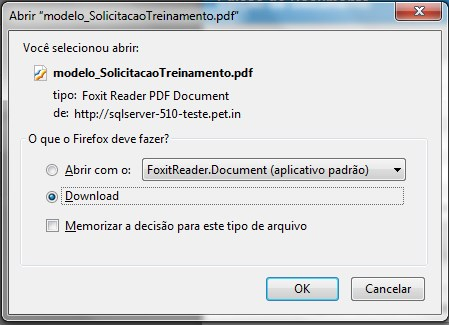 Abrir "modelo_SolicitacaoTreinamento.pdf"
Você selecionou abrir:
modelo_SolicitacaoTreinamento.pdf
tipo: Foxit Reader PDF Document
de: http://sqlserver-510-teste.pet.in
O que o Firefox deve fazer?
Abrir com o: FoxitReader.Document (aplicativo padrão)
Download
Memorizar a decisão para este tipo de arquivo
OK Cancelar